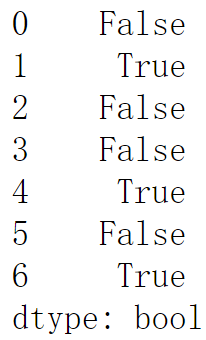 0    False
1     True
2    False
3    False
4     True
5    False
6     True
dtype: bool